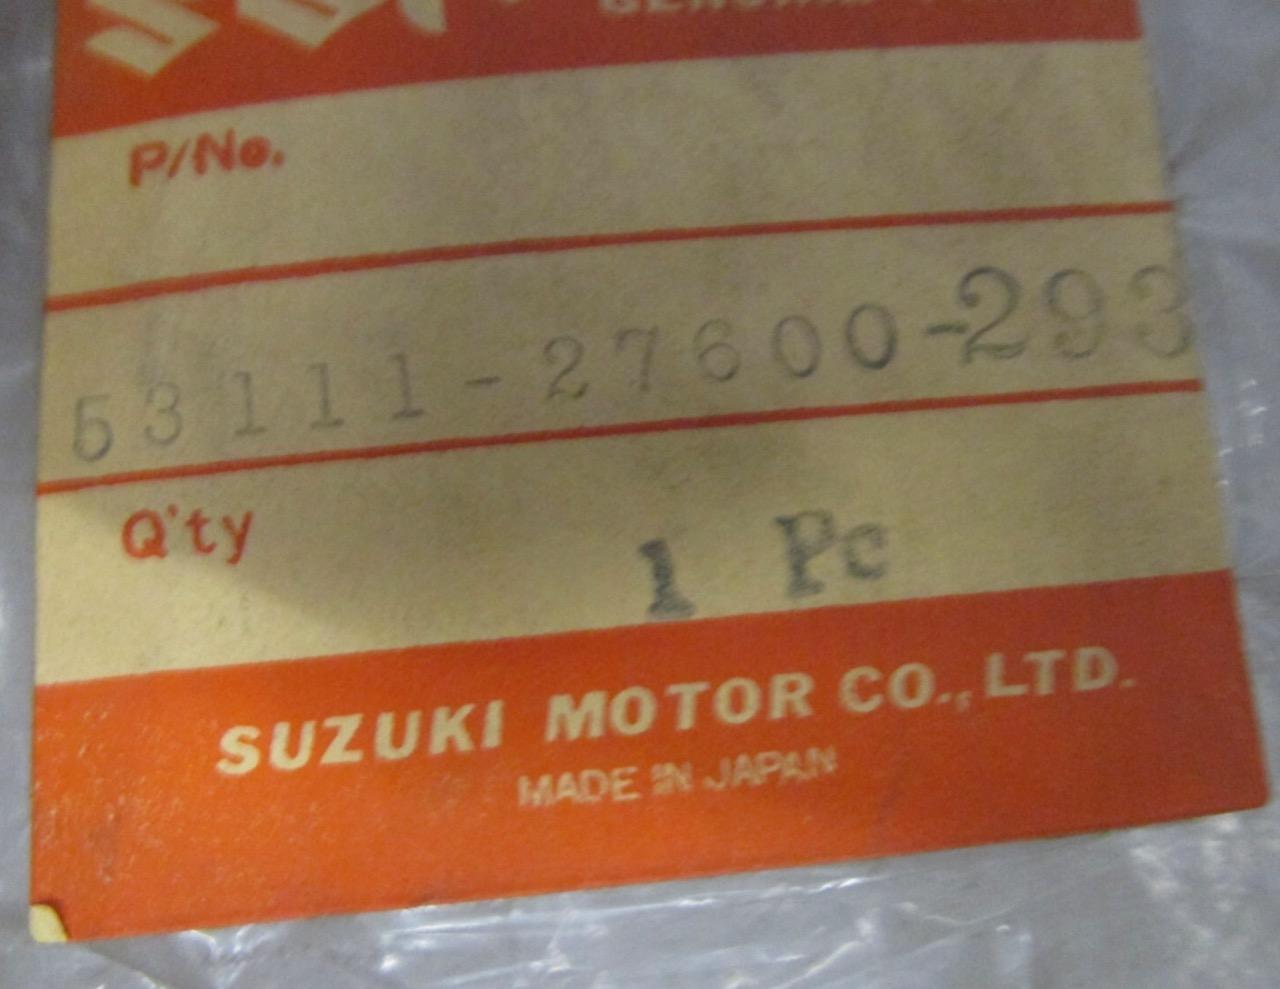 P/No.
53111-27600-293
Q'ty
1 Pc
SUZUKI MOTOR CO., LTD.
MADE IN JAPAN